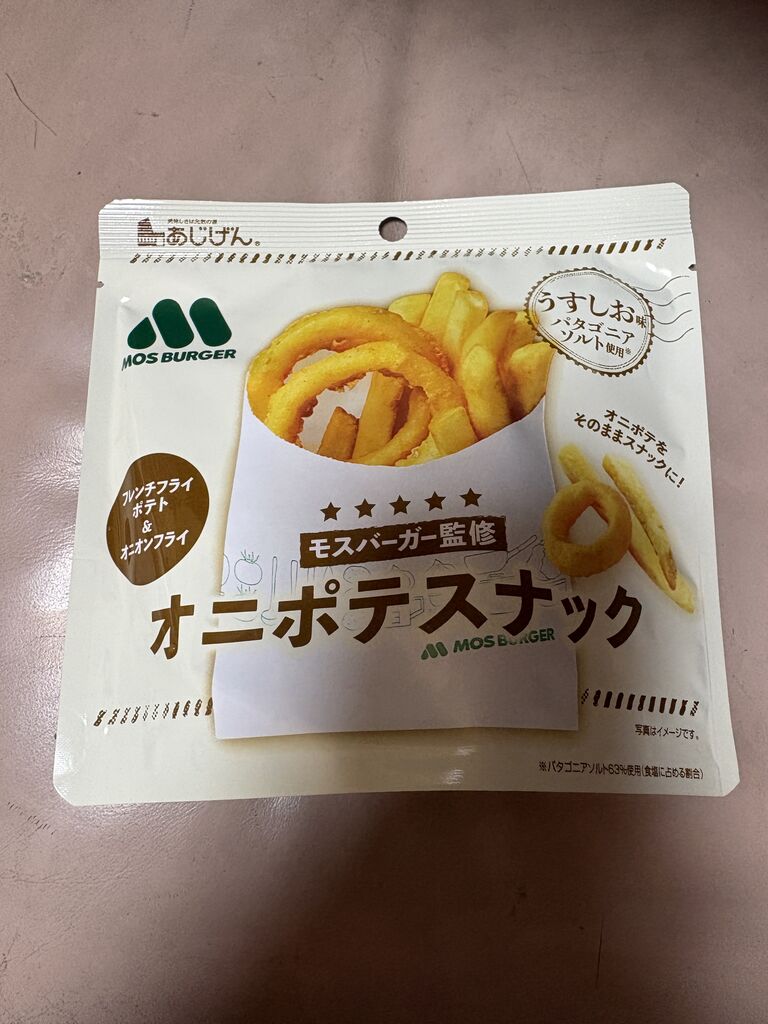 美味しさは元気の源
あじげん®
MOS BURGER
うすしお味
パタゴニア
ソルト使用※
オニポテを
そのままスナックに!
フレンチフライ
ポテト
&
オニオンフライ
モスバーガー監修
オニポテスナック
MOS BURGER
写真はイメージです。
※パタゴニアソルト63%使用(食塩に占める割合)